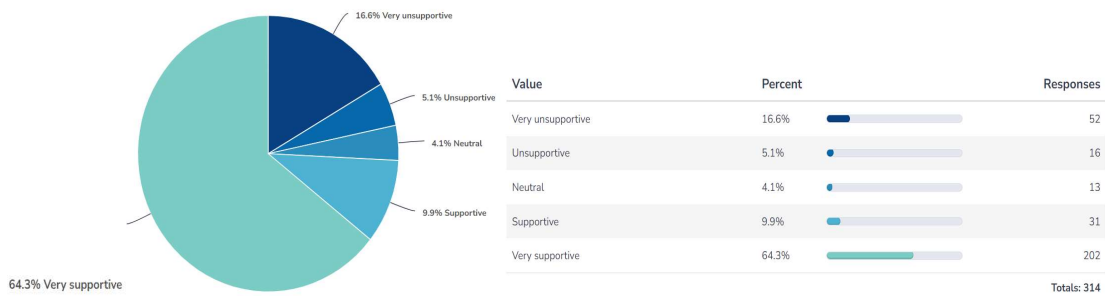 16.6% Very unsupportive
5.1% Unsupportive
4.1% Neutral
9.9% Supportive
64.3% Very supportive
Value Percent Responses
Very unsupportive 16.6% 52
Unsupportive 5.1% 16
Neutral 4.1% 13
Supportive 9.9% 31
Very supportive 64.3% 202
Totals: 314